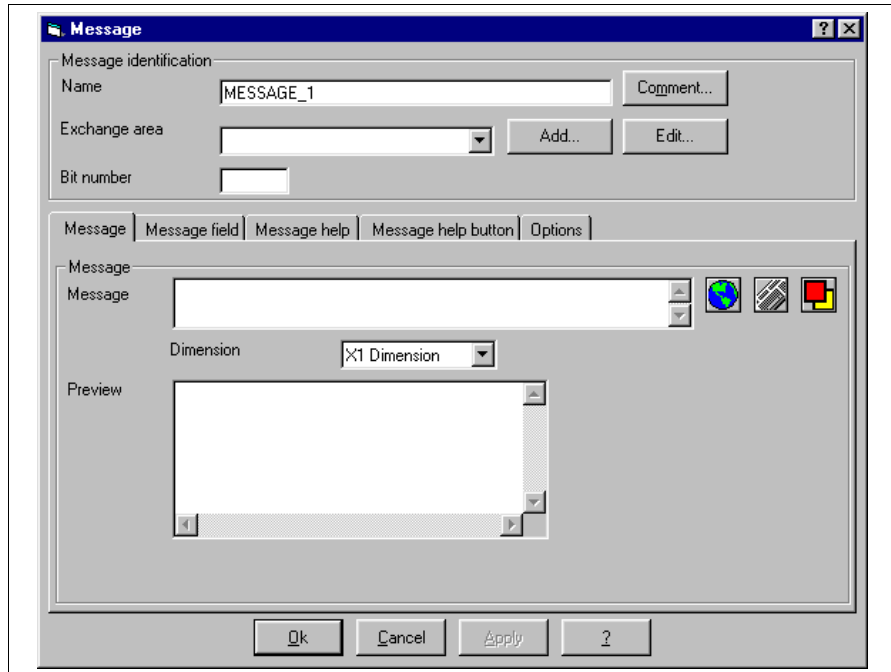 Message
Message identification
Name
MESSAGE_1
Comment...
Exchange area
Add...
Edit...
Bit number
Message
Message field
Message help
Message help button
Options
Message
Message
Dimension
X1 Dimension
Preview
Ok
Cancel
Apply
?